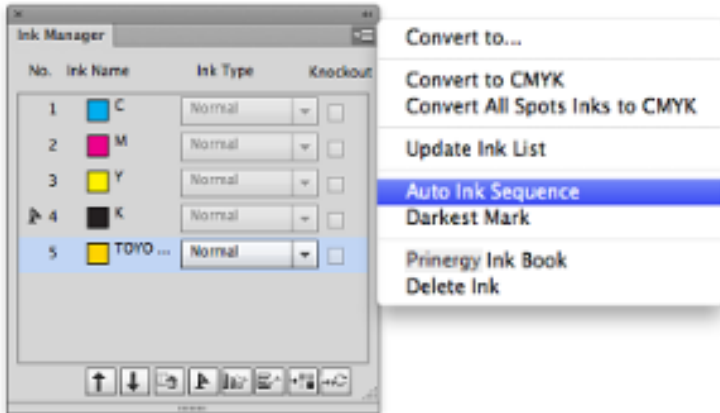 Ink Manager
No. Ink Name Ink Type Knockout
1 C Normal
2 M Normal
3 Y Normal
4 K Normal
5 TOYO ... Normal
Convert to...
Convert to CMYK
Convert All Spots Inks to CMYK
Update Ink List
Auto Ink Sequence
Darkest Mark
Prinergy Ink Book
Delete Ink